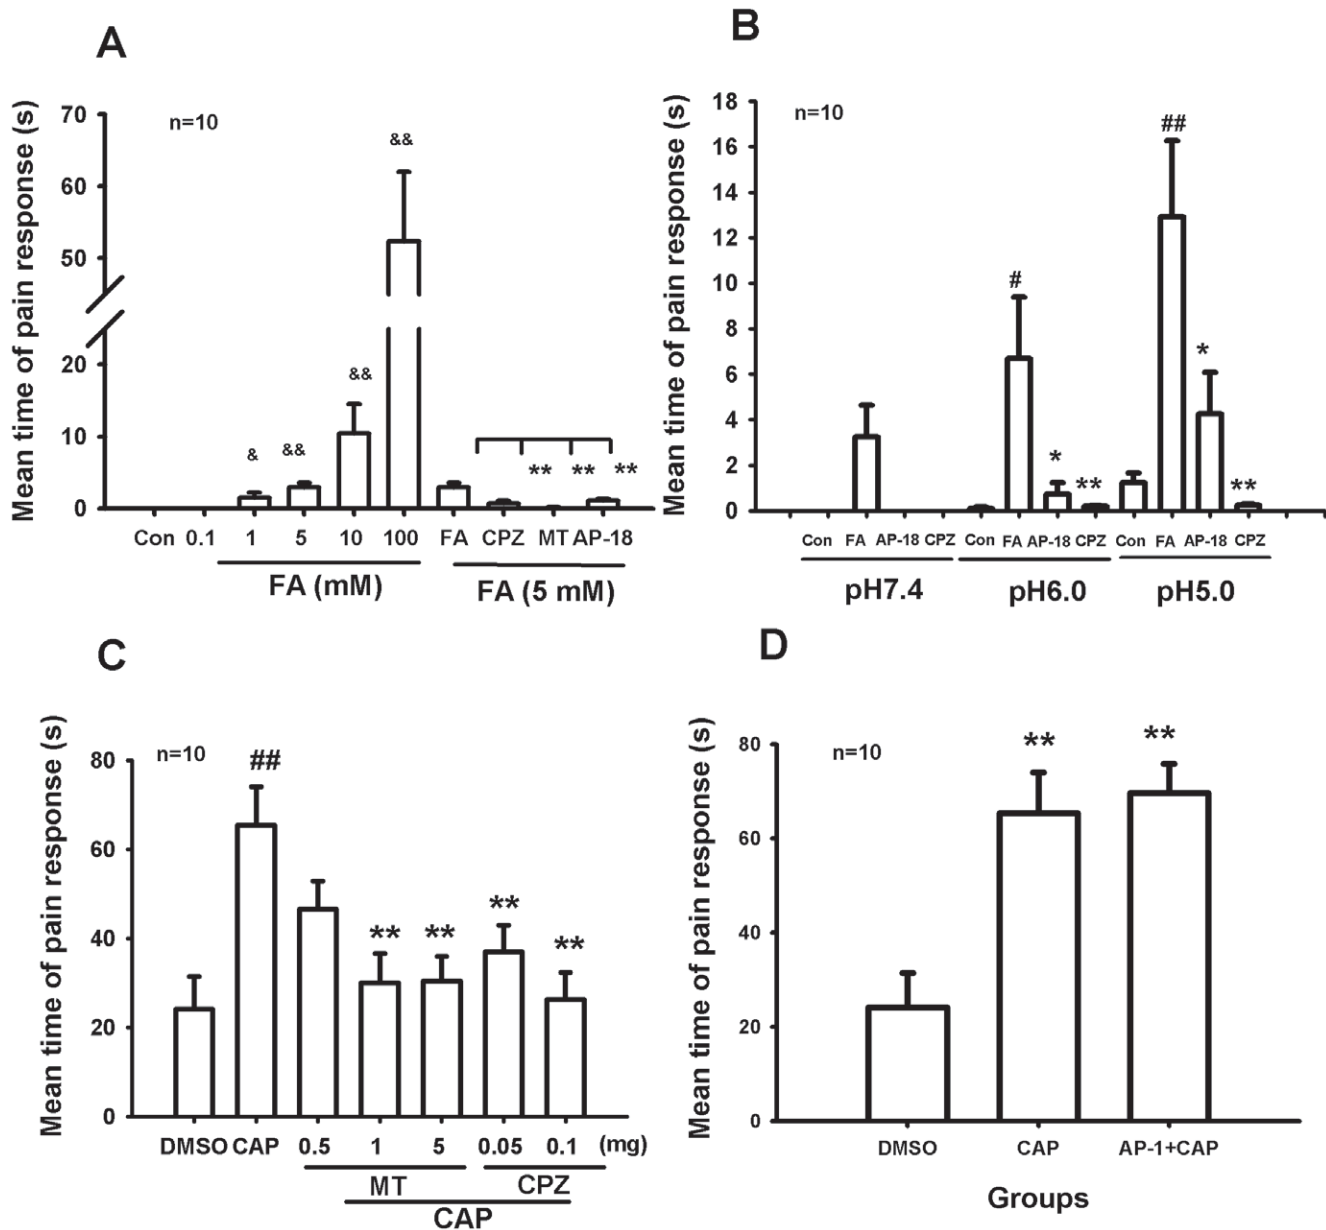 A
Mean time of pain response (s)
n=10
70
60
50
20
10
0
&
&&
&&
&&
** ** **
Con 0.1 1 5 10 100 FA CPZ MT AP-18
FA (mM)
FA (5 mM)
B
Mean time of pain response (s)
n=10
18
16
14
12
10
8
6
4
2
0
#
*
**
##
*
**
Con FA AP-18 CPZ Con FA AP-18 CPZ Con FA AP-18 CPZ
pH7.4 pH6.0 pH5.0
C
Mean time of pain response (s)
n=10
80
60
40
20
0
##
** ** ** **
DMSO CAP 0.5 1 5 0.05 0.1 (mg)
MT CPZ
CAP
D
Mean time of pain response (s)
n=10
80
60
40
20
0
** **
DMSO CAP AP-1+CAP
Groups